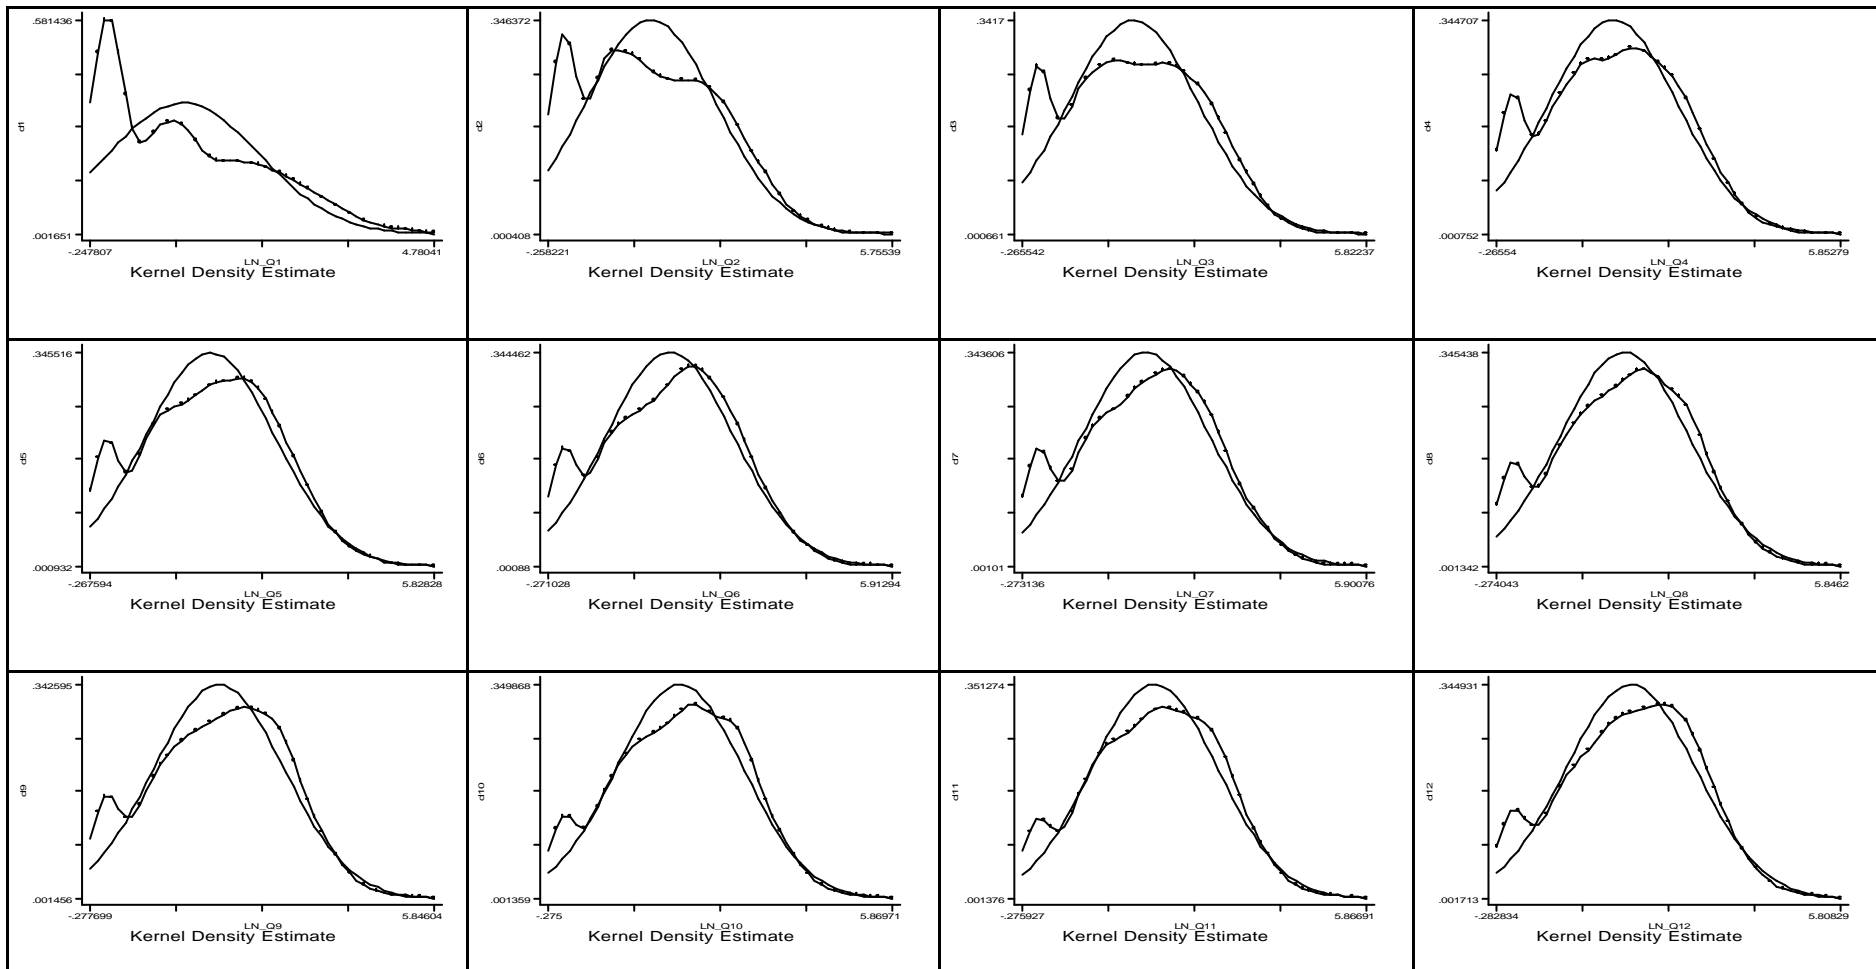 .581436
d1
.001651
-.247807 4.78041
LN_Q1
Kernel Density Estimate
.346372
d2
.000408
-.258221 5.75539
LN_Q2
Kernel Density Estimate
.3417
d3
.000661
-.265542 5.82237
LN_Q3
Kernel Density Estimate
.344707
d4
.000752
-.26554 5.85279
LN_Q4
Kernel Density Estimate
.345516
d5
.000932
-.267594 5.82828
LN_Q5
Kernel Density Estimate
.344462
d6
.00088
-.271028 5.91294
LN_Q6
Kernel Density Estimate
.343606
d7
.00101
-.273136 5.90076
LN_Q7
Kernel Density Estimate
.345438
d8
.001342
-.274043 5.8462
LN_Q8
Kernel Density Estimate
.342595
d9
.001456
-.277699 5.84604
LN_Q9
Kernel Density Estimate
.349868
d10
.001359
-.275 5.86971
LN_Q10
Kernel Density Estimate
.351274
d11
.001376
-.275927 5.86691
LN_Q11
Kernel Density Estimate
.344931
d12
.001713
-.282834 5.80829
LN_Q12
Kernel Density Estimate